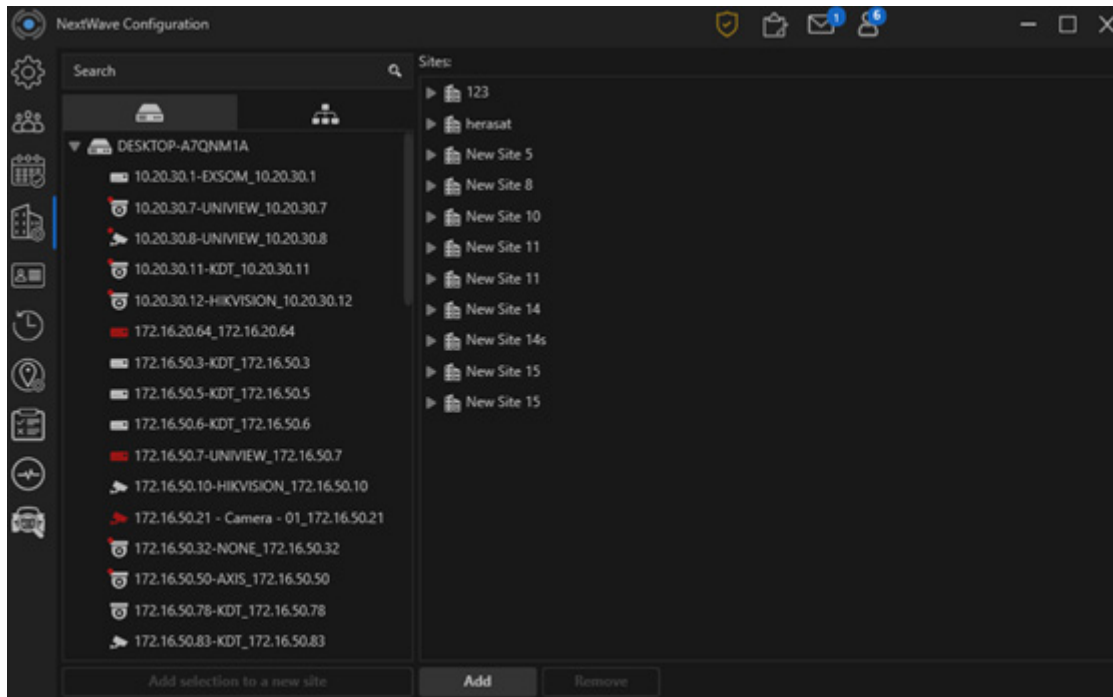 NextWave Configuration
1
6
Search
DESKTOP-A7QNM1A
10.20.30.1-EXSOM_10.20.30.1
10.20.30.7-UNIVIEW_10.20.30.7
10.20.30.8-UNIVIEW_10.20.30.8
10.20.30.11-KDT_10.20.30.11
10.20.30.12-HIKVISION_10.20.30.12
172.16.20.64_172.16.20.64
172.16.50.3-KDT_172.16.50.3
172.16.50.5-KDT_172.16.50.5
172.16.50.6-KDT_172.16.50.6
172.16.50.7-UNIVIEW_172.16.50.7
172.16.50.10-HIKVISION_172.16.50.10
172.16.50.21 - Camera - 01_172.16.50.21
172.16.50.32-NONE_172.16.50.32
172.16.50.50-AXIS_172.16.50.50
172.16.50.78-KDT_172.16.50.78
172.16.50.83-KDT_172.16.50.83
Add selection to a new site
Sites:
123
herasat
New Site 5
New Site 8
New Site 10
New Site 11
New Site 11
New Site 14
New Site 14s
New Site 15
New Site 15
Add
Remove